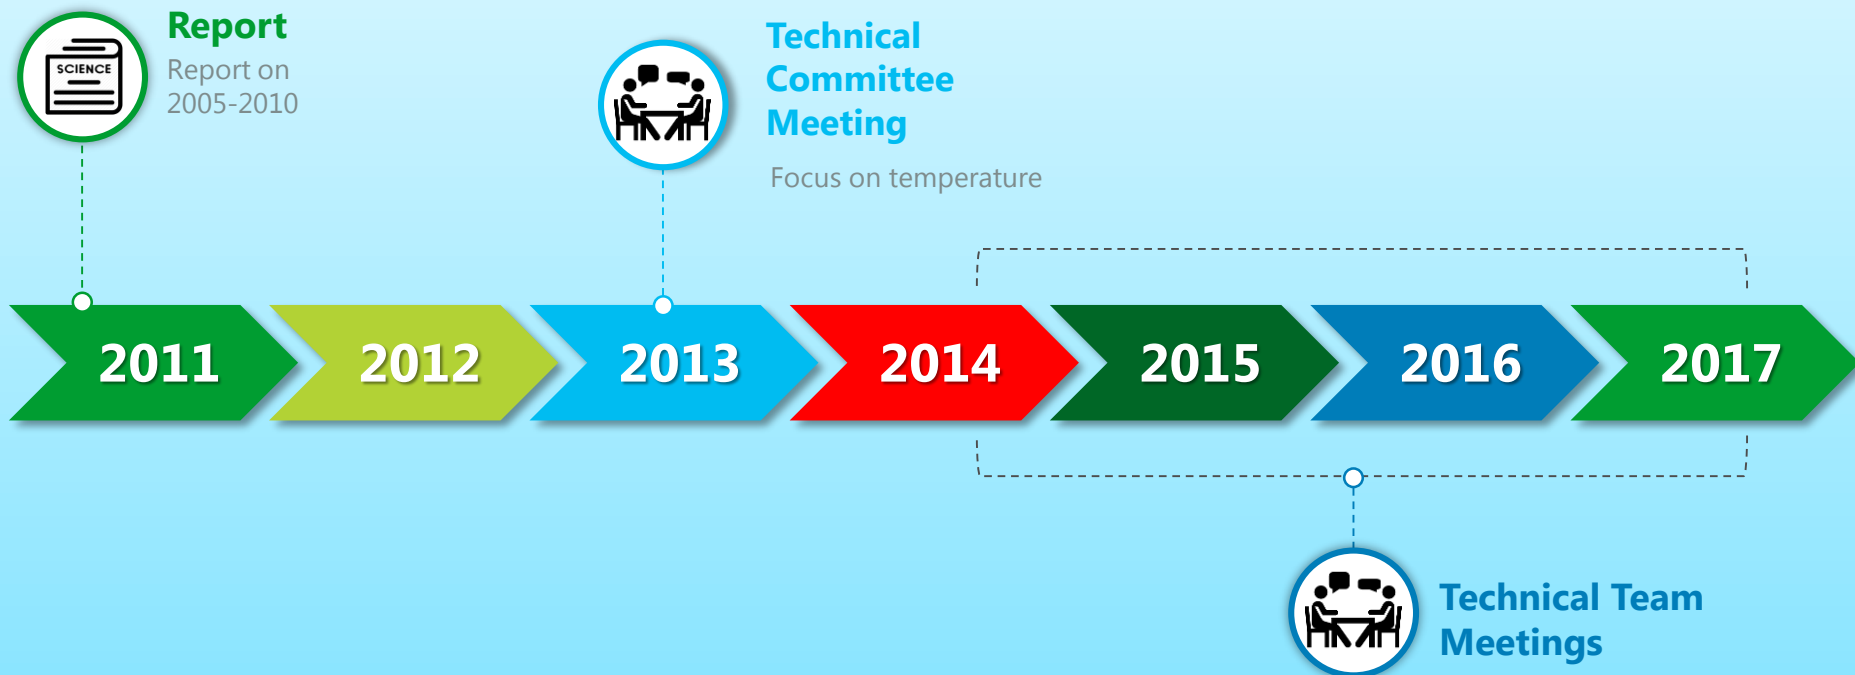 Report
Report on
2005-2010
SCIENCE
Technical
Committee
Meeting
Focus on temperature
2011
2012
2013
2014
2015
2016
2017
Technical Team
Meetings